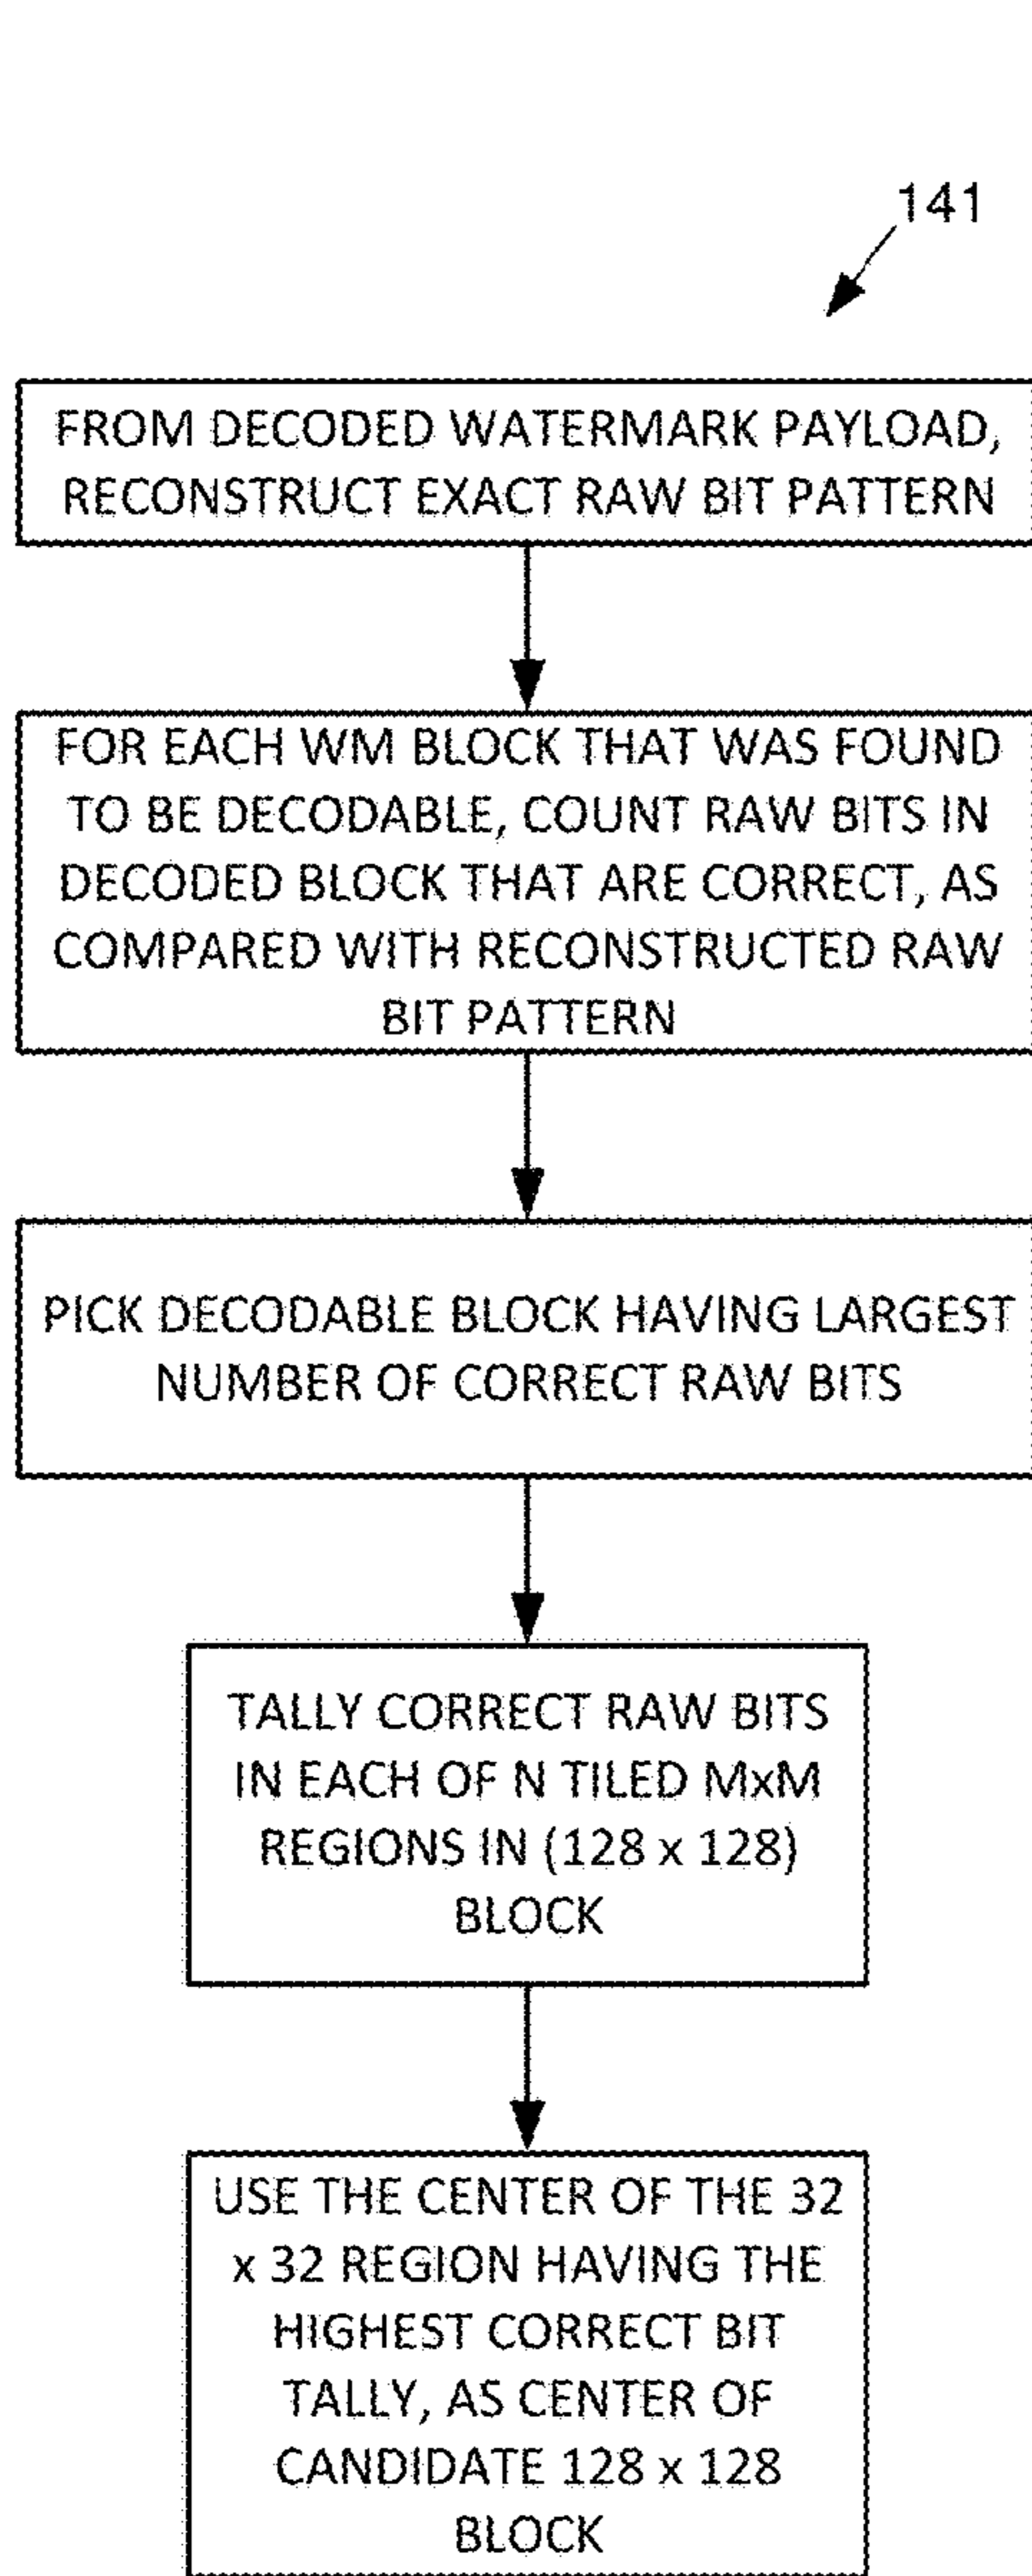 141
FROM DECODED WATERMARK PAYLOAD,
RECONSTRUCT EXACT RAW BIT PATTERN
FOR EACH WM BLOCK THAT WAS FOUND
TO BE DECODABLE, COUNT RAW BITS IN
DECODED BLOCK THAT ARE CORRECT, AS
COMPARED WITH RECONSTRUCTED RAW
BIT PATTERN
PICK DECODABLE BLOCK HAVING LARGEST
NUMBER OF CORRECT RAW BITS
TALLY CORRECT RAW BITS
IN EACH OF N TILED MxM
REGIONS IN (128 x 128)
BLOCK
USE THE CENTER OF THE 32
x 32 REGION HAVING THE
HIGHEST CORRECT BIT
TALLY, AS CENTER OF
CANDIDATE 128 x 128
BLOCK